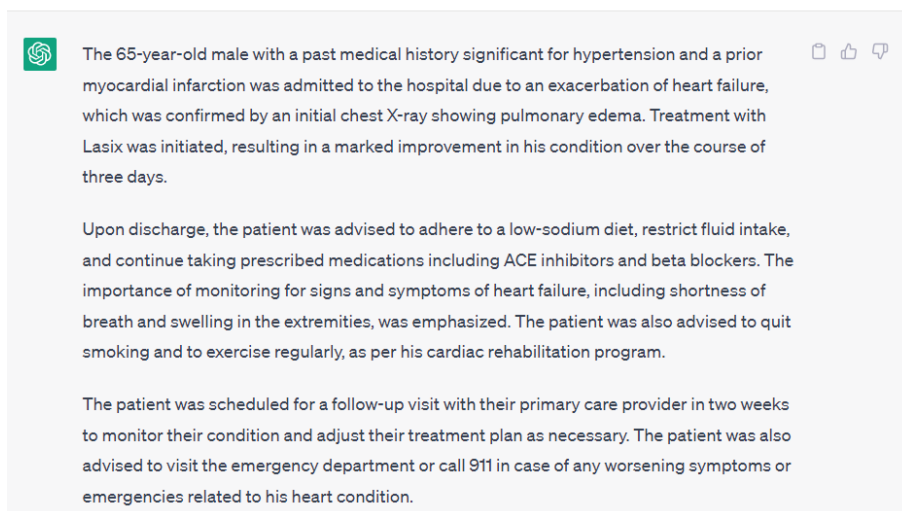 The 65-year-old male with a past medical history significant for hypertension and a prior
myocardial infarction was admitted to the hospital due to an exacerbation of heart failure,
which was confirmed by an initial chest X-ray showing pulmonary edema. Treatment with
Lasix was initiated, resulting in a marked improvement in his condition over the course of
three days.
Upon discharge, the patient was advised to adhere to a low-sodium diet, restrict fluid intake,
and continue taking prescribed medications including ACE inhibitors and beta blockers. The
importance of monitoring for signs and symptoms of heart failure, including shortness of
breath and swelling in the extremities, was emphasized. The patient was also advised to quit
smoking and to exercise regularly, as per his cardiac rehabilitation program.
The patient was scheduled for a follow-up visit with their primary care provider in two weeks
to monitor their condition and adjust their treatment plan as necessary. The patient was also
advised to visit the emergency department or call 911 in case of any worsening symptoms or
emergencies related to his heart condition.